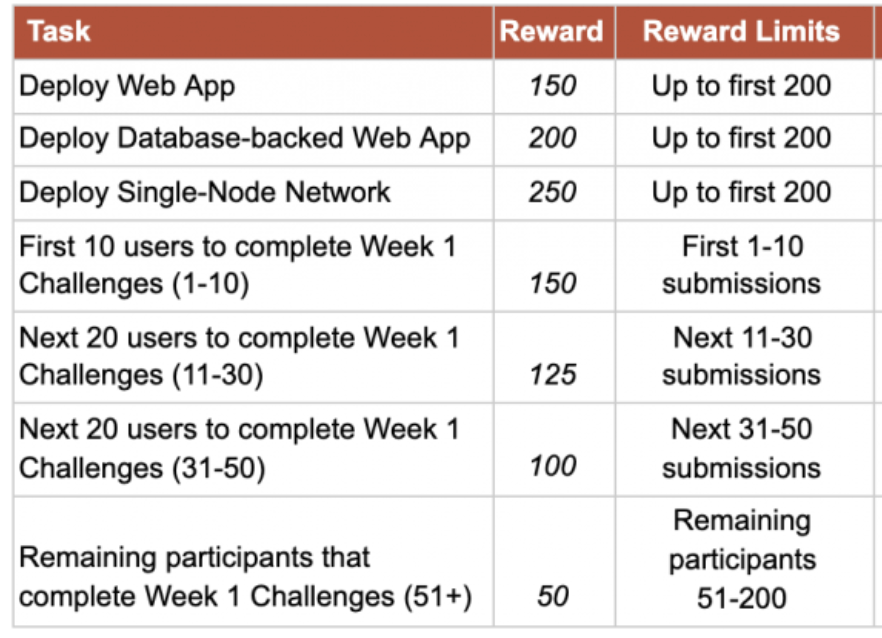 Task Reward Reward Limits
Deploy Web App 150 Up to first 200
Deploy Database-backed Web App 200 Up to first 200
Deploy Single-Node Network 250 Up to first 200
First 10 users to complete Week 1
Challenges (1-10) 150 First 1-10
submissions
Next 20 users to complete Week 1
Challenges (11-30) 125 Next 11-30
submissions
Next 20 users to complete Week 1
Challenges (31-50) 100 Next 31-50
submissions
Remaining participants that
complete Week 1 Challenges (51+) 50 Remaining
participants
51-200